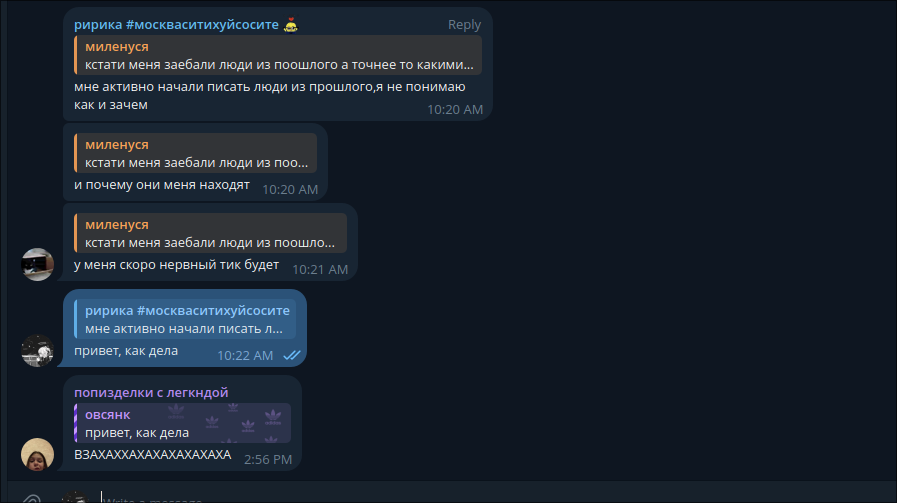 ририка #москваситихуйсосите
Reply
миленуся
кстати меня заебали люди из поошлого а точнее то какими...
мне активно начали писать люди из прошлого,я не понимаю
как и зачем
10:20 AM
миленуся
кстати меня заебали люди из поо...
и почему они меня находят
10:20 AM
миленуся
кстати меня заебали люди из поошло...
у меня скоро нервный тик будет
10:21 AM
ририка #москваситихуйсосите
мне активно начали писать л...
привет, как дела
10:22 AM
попизделки с легкндой
овсянк
привет, как дела
ВЗАХАХХАХАХАХАХАХАХА
2:56 PM
Write a message...